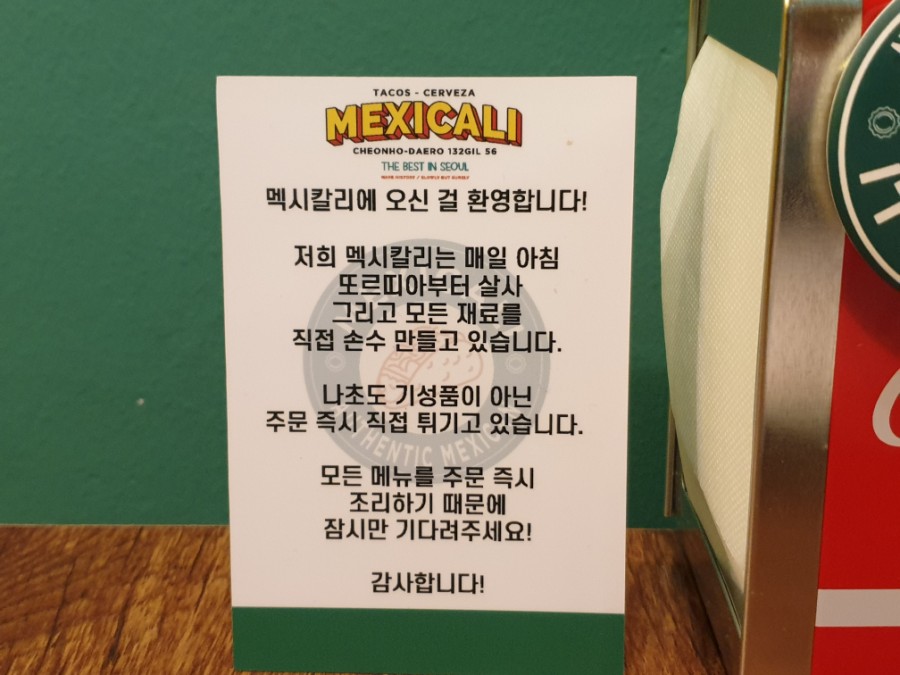 TACOS - CERVEZA
MEXICALI
CHEONHO-DAERO 132GIL 56
THE BEST IN SEOUL
멕시칼리에 오신 걸 환영합니다!
저희 멕시칼리는 매일 아침
또르띠아부터 살사
그리고 모든 재료를
직접 손수 만들고 있습니다.
나초도 기성품이 아닌
주문 즉시 직접 튀기고 있습니다.
모든 메뉴를 주문 즉시
조리하기 때문에
잠시만 기다려주세요!
감사합니다!
AUTHENTIC MEXICAN